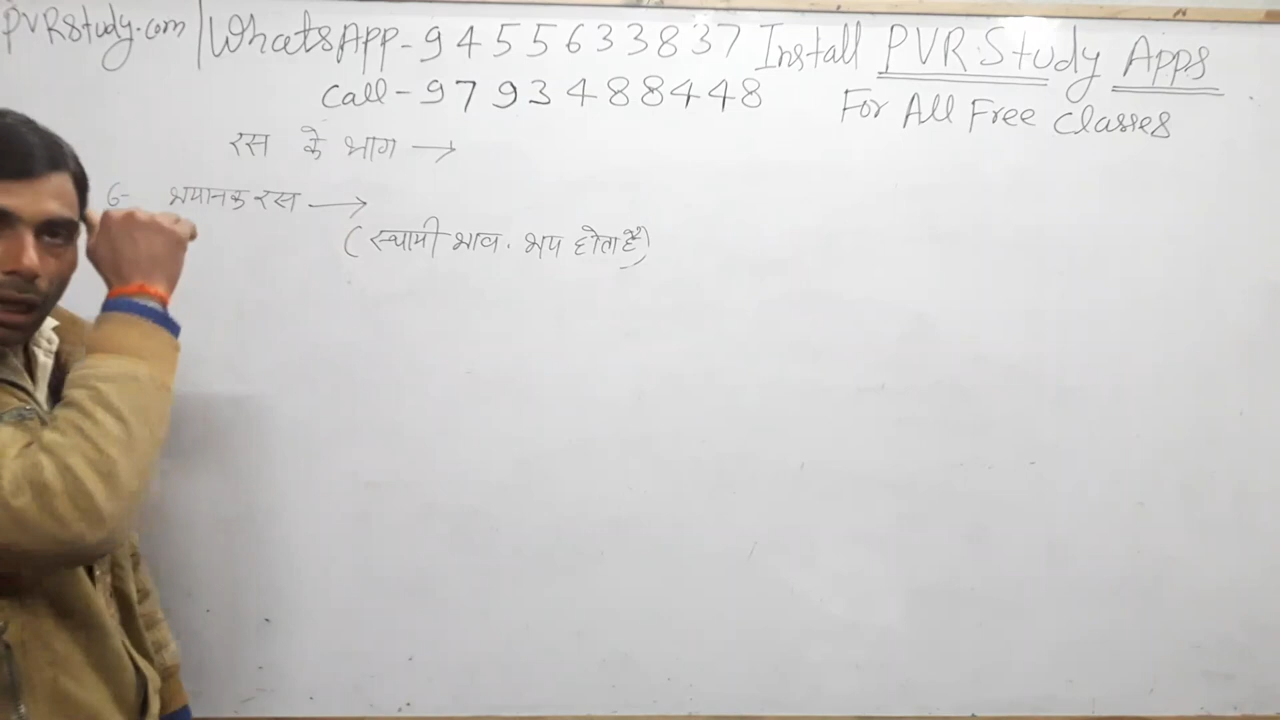 PVRStudy.com | WhatsApp - 9455633837 Install PVR Study Apps
Call - 9793488448 For All Free Classes
रस के भाग →
6- भयानक रस →
(स्थायी भाव. भय होता है)